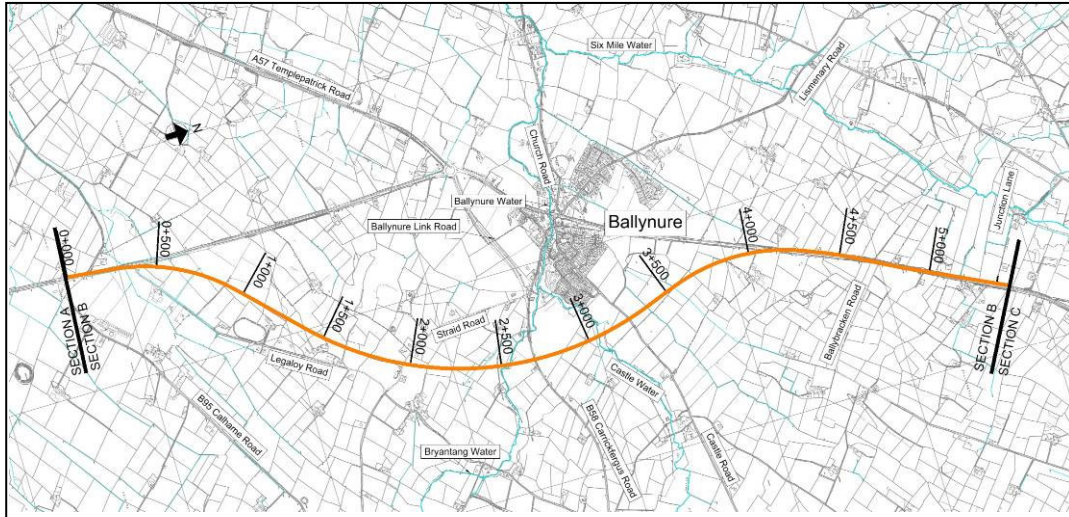 Six Mile Water
A57 Templepatrick Road
Lismenary Road
N
Church Road
Ballynure Water
Junction Lane
Ballynure Link Road
Ballynure
0+000
0+500
1+000
1+500
2+000
2+500
3+000
3+500
4+000
4+500
5+000
SECTION A
SECTION B
Straid Road
Legaloy Road
Ballybracken Road
SECTION B
SECTION C
Castle Water
B95 Calhame Road
B58 Carrickfergus Road
Castle Road
Bryantang Water